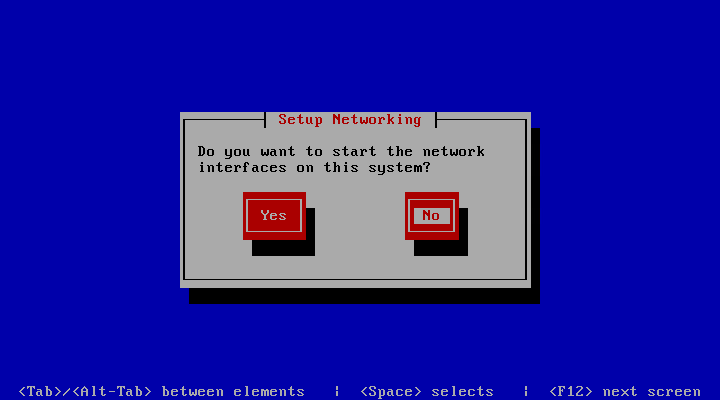 Setup Networking
Do you want to start the network
interfaces on this system?
Yes No
<Tab>/<Alt-Tab> between elements | <Space> selects | <F12> next screen